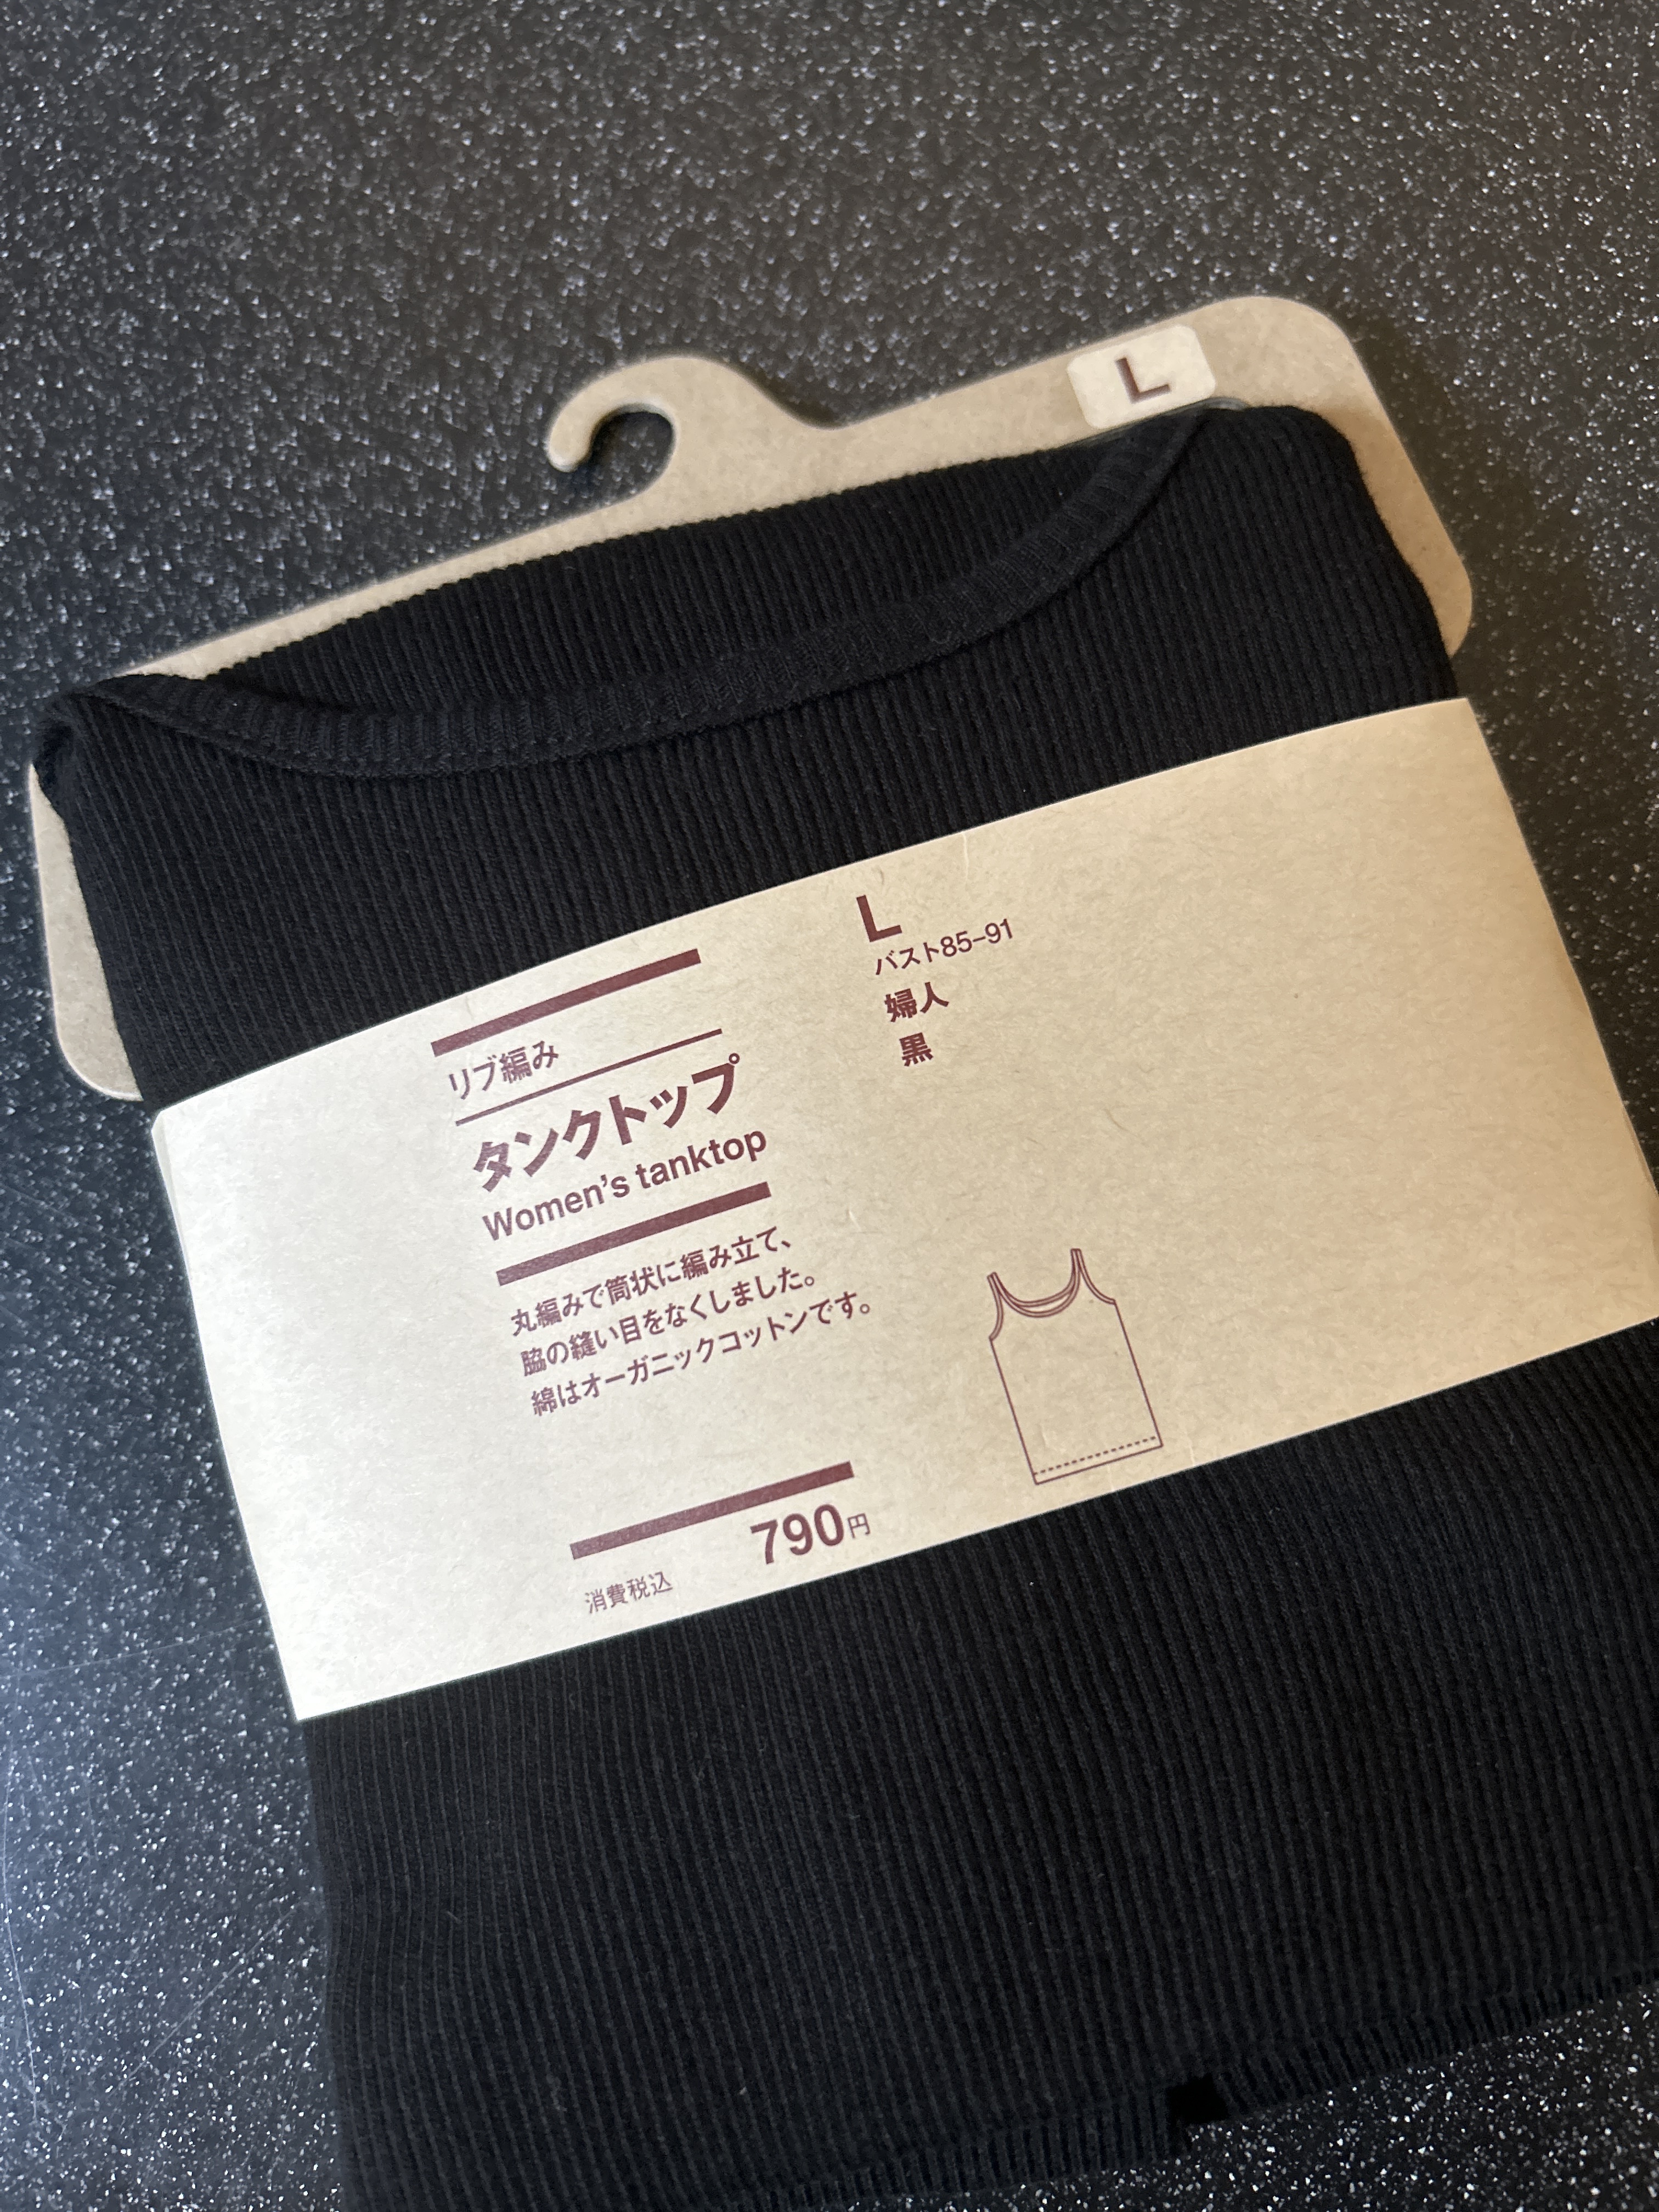 L
リブ編み
タンクトップ
Women's tanktop
丸編みで筒状に編み立て、
脇の縫い目をなくしました。
綿はオーガニックコットンです。
790円
消費税込
L
バスト85-91
婦人
黒